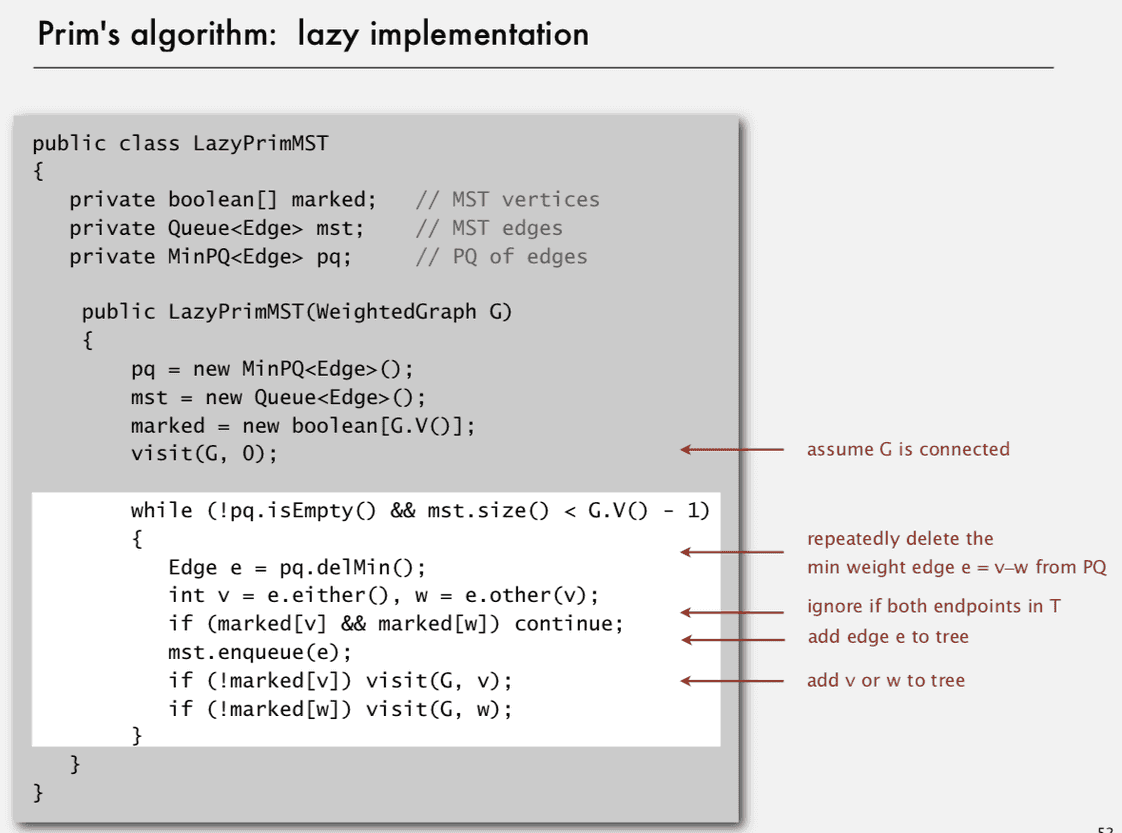 Prim's algorithm: lazy implementation
public class LazyPrimMST
{
private boolean[] marked; // MST vertices
private Queue<Edge> mst; // MST edges
private MinPQ<Edge> pq; // PQ of edges
public LazyPrimMST(WeightedGraph G)
{
pq = new MinPQ<Edge>();
mst = new Queue<Edge>();
marked = new boolean[G.V()];
visit(G, 0);
assume G is connected
while (!pq.isEmpty() && mst.size() < G.V() - 1)
{
repeatedly delete the
min weight edge e = v–w from PQ
Edge e = pq.delMin();
int v = e.either(), w = e.other(v);
ignore if both endpoints in T
if (marked[v] && marked[w]) continue;
add edge e to tree
mst.enqueue(e);
if (!marked[v]) visit(G, v);
add v or w to tree
if (!marked[w]) visit(G, w);
}
}
}